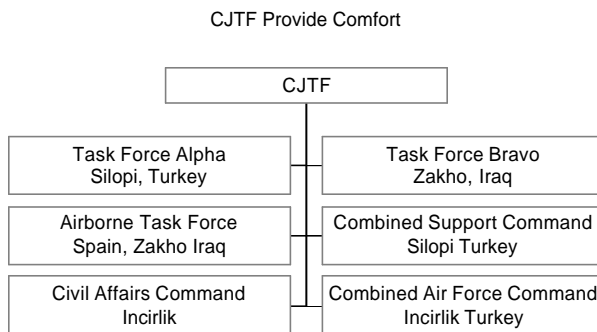 CJTF Provide Comfort
CJTF
Task Force Alpha
Silopi, Turkey
Task Force Bravo
Zakho, Iraq
Airborne Task Force
Spain, Zakho Iraq
Combined Support Command
Silopi Turkey
Civil Affairs Command
Incirlik
Combined Air Force Command
Incirlik Turkey